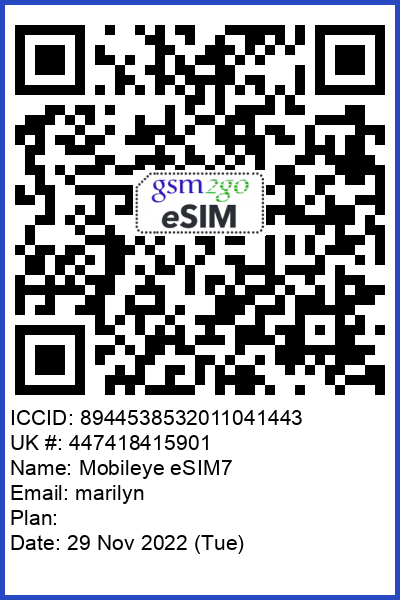 gsm2go
eSIM
ICCID: 8944538532011041443
UK #: 447418415901
Name: Mobileye eSIM7
Email: marilyn
Plan:
Date: 29 Nov 2022 (Tue)